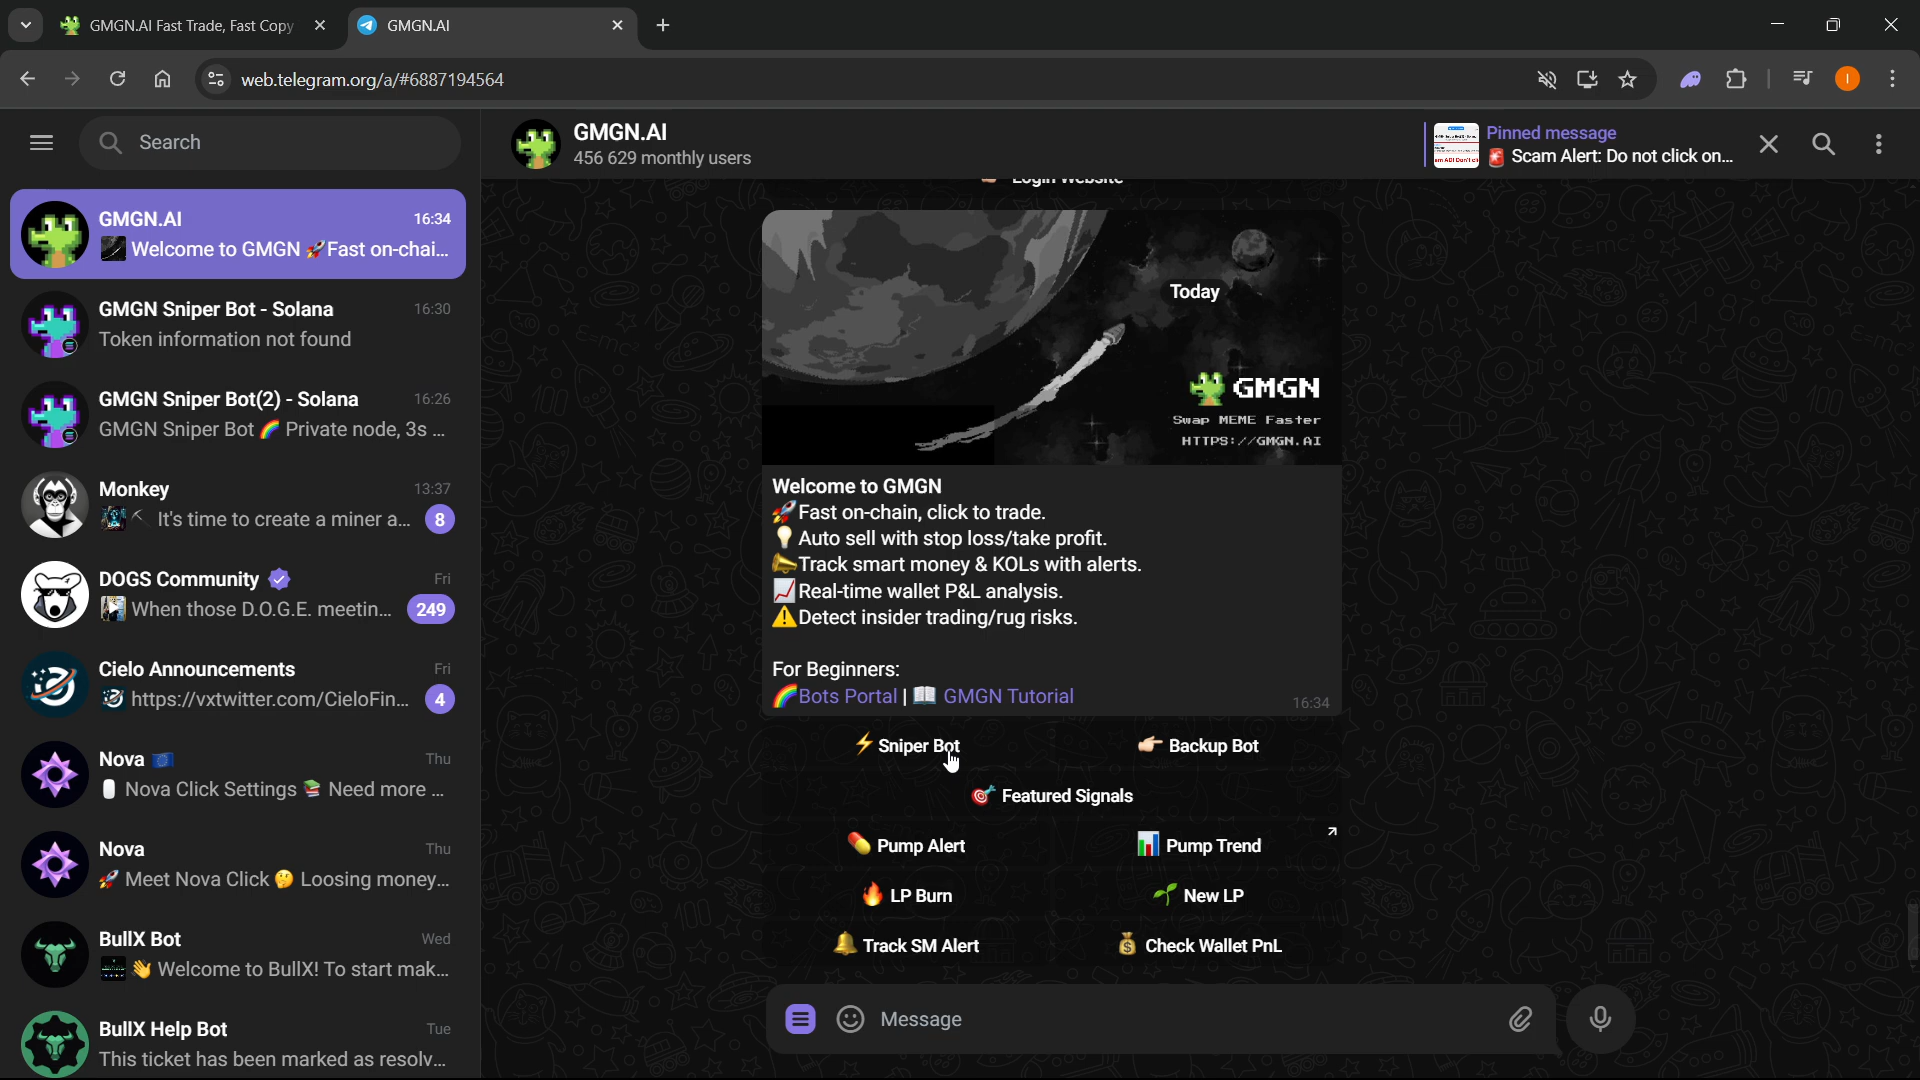 GMGN.AI Fast Trade, Fast Copy
GMGN.AI
web.telegram.org/a/#6887194564
I
Search
GMGN.AI
456 629 monthly users
Pinned message
🚨 Scam Alert: Do not click on...
GMGN.AI 16:34
Welcome to GMGN 🚀Fast on-chai...
GMGN Sniper Bot - Solana 16:30
Token information not found
GMGN Sniper Bot(2) - Solana 16:26
GMGN Sniper Bot 🌈 Private node, 3s ...
Monkey 13:37
⛏ It's time to create a miner a... 8
DOGS Community Fri
When those D.O.G.E. meetin... 249
Cielo Announcements Fri
https://vxtwitter.com/CieloFin... 4
Nova 🇪🇺 Thu
🖱 Nova Click Settings 📚 Need more ...
Nova Thu
🚀 Meet Nova Click 🤔 Loosing money...
BullX Bot Wed
👋 Welcome to BullX! To start mak...
BullX Help Bot Tue
This ticket has been marked as resolv...
👉🏻 Login Website
Today
GMGN
Swap MEME Faster
HTTPS://GMGN.AI
Welcome to GMGN
🚀Fast on-chain, click to trade.
💡Auto sell with stop loss/take profit.
📣Track smart money & KOLs with alerts.
📈Real-time wallet P&L analysis.
⚠️Detect insider trading/rug risks.
For Beginners:
🌈Bots Portal | 📖 GMGN Tutorial
16:34
⚡Sniper Bot 👉🏻 Backup Bot
🎯 Featured Signals
💊 Pump Alert 📊 Pump Trend
🔥 LP Burn 🌱 New LP
🔔 Track SM Alert 💰 Check Wallet PnL
Message